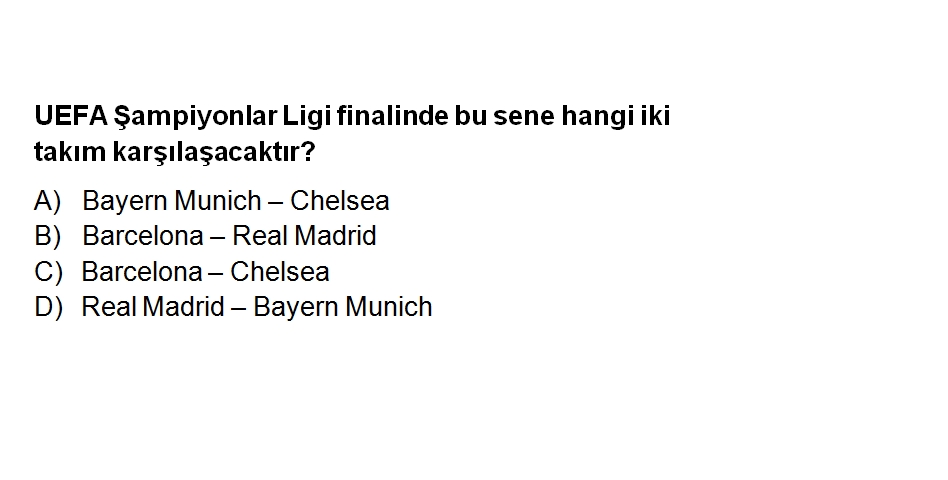 UEFA Şampiyonlar Ligi finalinde bu sene hangi iki
takım karşılaşacaktır?
A) Bayern Munich – Chelsea
B) Barcelona – Real Madrid
C) Barcelona – Chelsea
D) Real Madrid – Bayern Munich